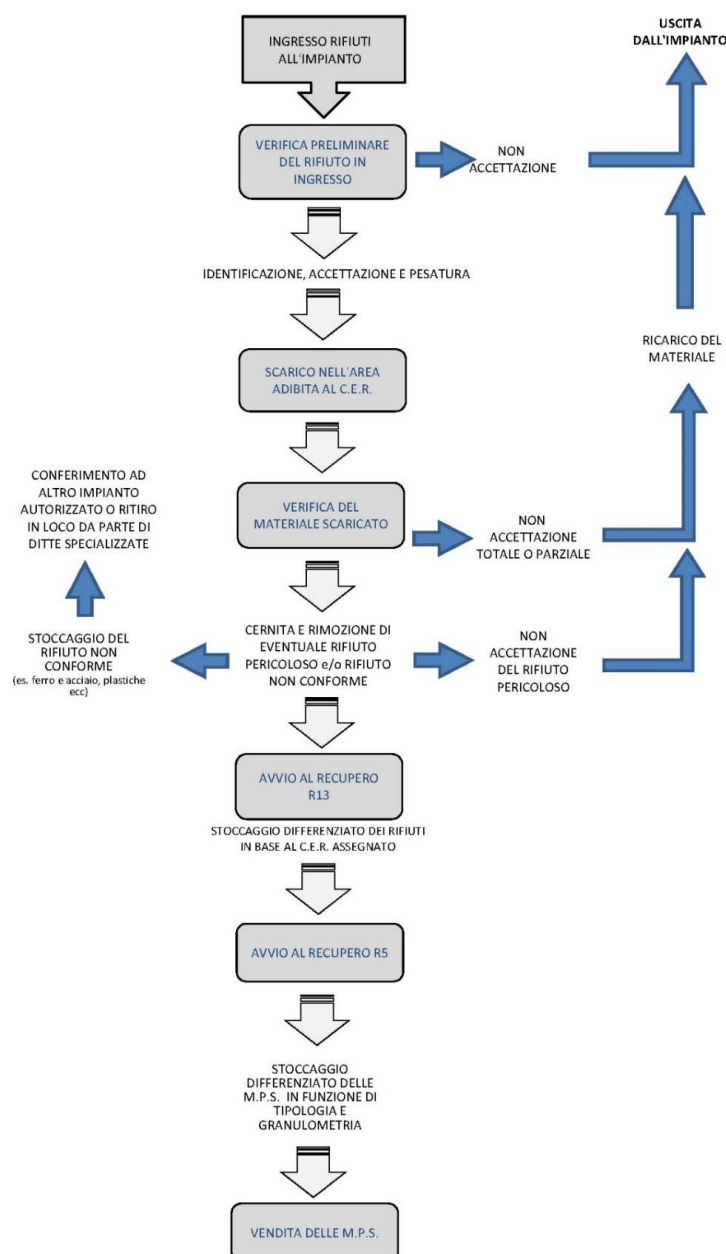 INGRESSO RIFIUTI
ALL'IMPIANTO
USCITA
DALL'IMPIANTO
VERIFICA PRELIMINARE
DEL RIFIUTO IN
INGRESSO
NON
ACCETTAZIONE
IDENTIFICAZIONE, ACCETTAZIONE E PESATURA
RICARICO DEL
MATERIALE
SCARICO NELL'AREA
ADIBITA AL C.E.R.
CONFERIMENTO AD
ALTRO IMPIANTO
AUTORIZZATO O RITIRO
IN LOCO DA PARTE DI
DITTE SPECIALIZZATE
VERIFICA DEL
MATERIALE SCARICATO
NON
ACCETTAZIONE
TOTALE O PARZIALE
STOCCAGGIO DEL
RIFIUTO NON
CONFORME
(es. ferro e acciaio, plastiche
ecc)
CERNITA E RIMOZIONE DI
EVENTUALE RIFIUTO
PERICOLOSO e/o RIFIUTO
NON CONFORME
NON
ACCETTAZIONE
DEL RIFIUTO
PERICOLOSO
AVVIO AL RECUPERO
R13
STOCCAGGIO DIFFERENZIATO DEI RIFIUTI
IN BASE AL C.E.R. ASSEGNATO
AVVIO AL RECUPERO R5
STOCCAGGIO
DIFFERENZIATO DELLE
M.P.S. IN FUNZIONE DI
TIPOLOGIA E
GRANULOMETRIA
VENDITA DELLE M.P.S.